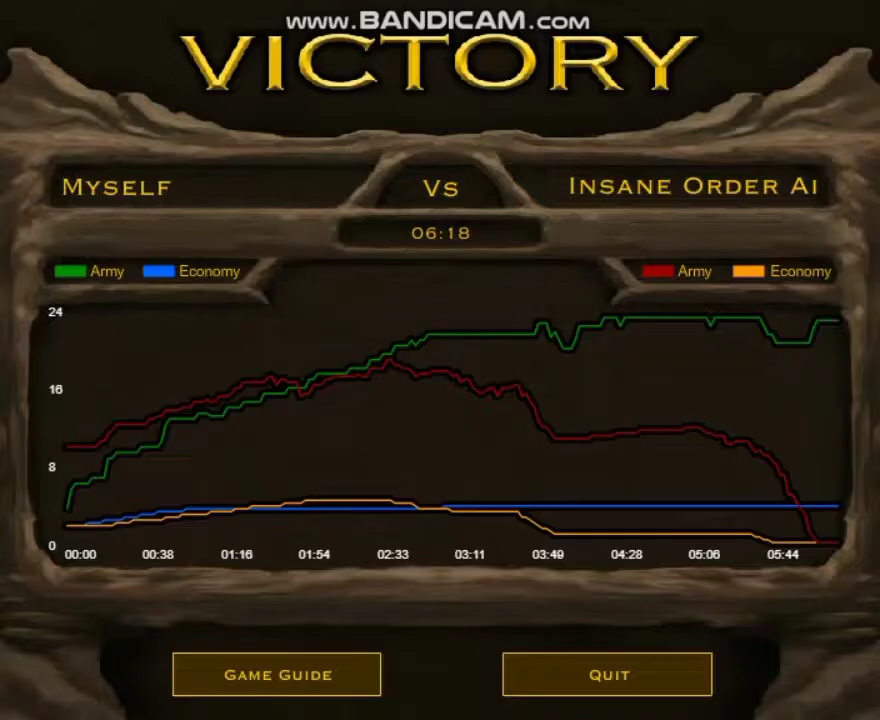 www.BANDICAM.com
VICTORY
MYSELF
VS
INSANE ORDER AI
06:18
Army Economy
Army Economy
24
16
8
0
00:00 00:38 01:16 01:54 02:33 03:11 03:49 04:28 05:06 05:44
GAME GUIDE
QUIT